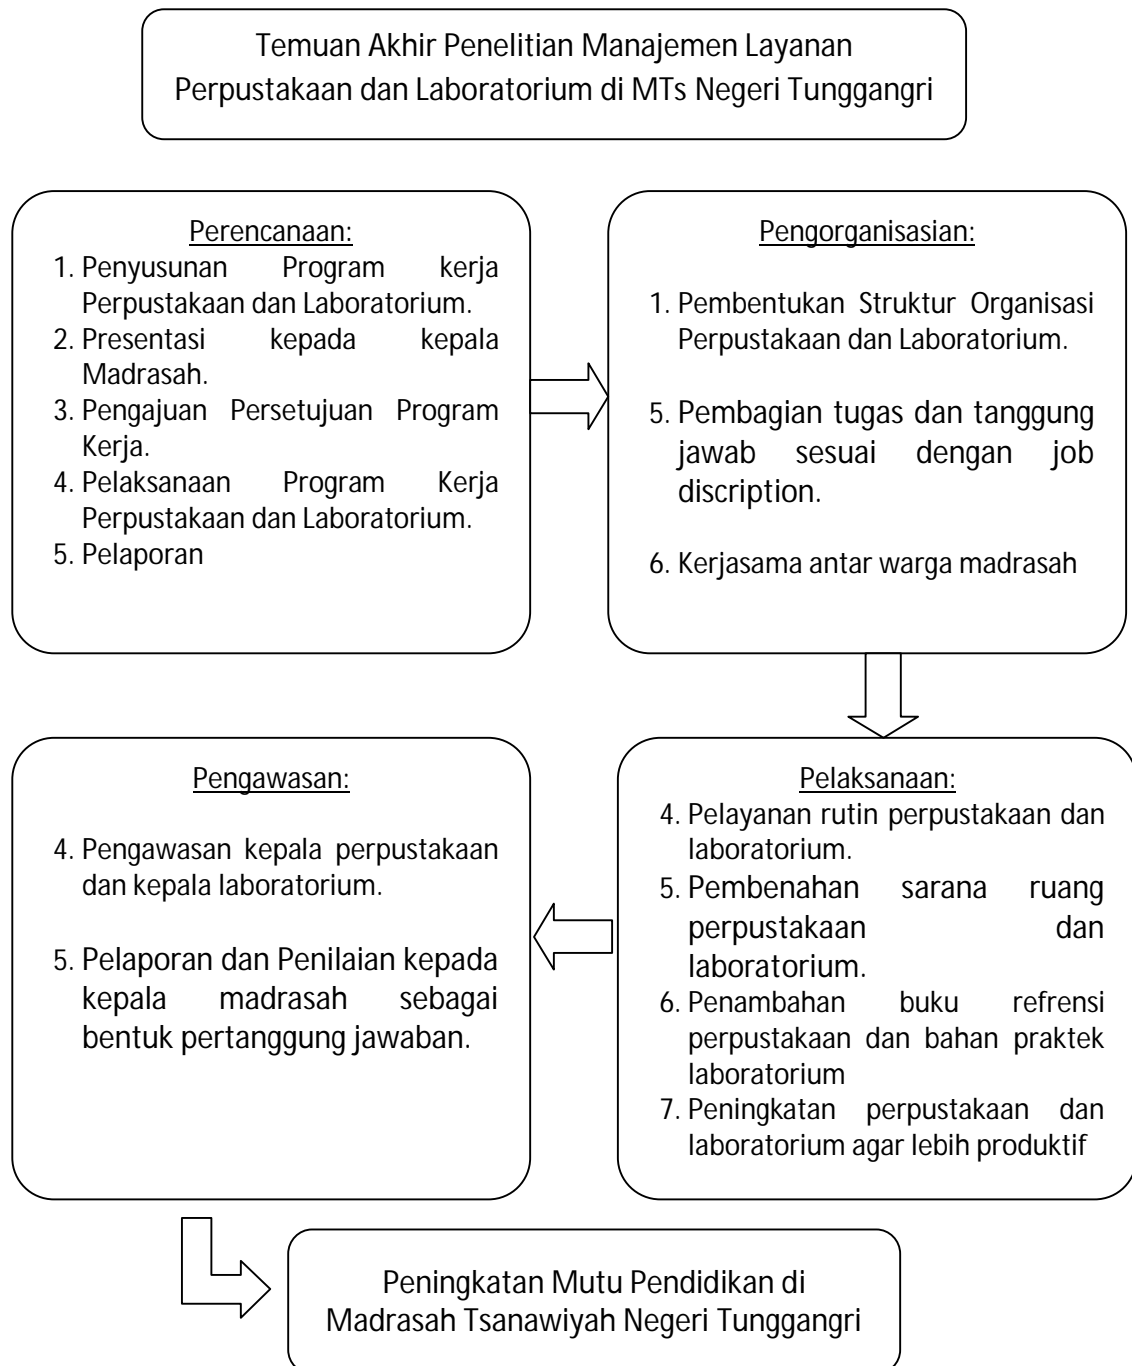 Temuan Akhir Penelitian Manajemen Layanan
Perpustakaan dan Laboratorium di MTs Negeri Tunggangri
Perencanaan:
1. Penyusunan Program kerja
Perpustakaan dan Laboratorium.
2. Presentasi kepada kepala
Madrasah.
3. Pengajuan Persetujuan Program
Kerja.
4. Pelaksanaan Program Kerja
Perpustakaan dan Laboratorium.
5. Pelaporan
Pengorganisasian:
1. Pembentukan Struktur Organisasi
Perpustakaan dan Laboratorium.
5. Pembagian tugas dan tanggung
jawab sesuai dengan job
discription.
6. Kerjasama antar warga madrasah
Pelaksanaan:
4. Pelayanan rutin perpustakaan dan
laboratorium.
5. Pembenahan sarana ruang
perpustakaan dan
laboratorium.
6. Penambahan buku refrensi
perpustakaan dan bahan praktek
laboratorium
7. Peningkatan perpustakaan dan
laboratorium agar lebih produktif
Pengawasan:
4. Pengawasan kepala perpustakaan
dan kepala laboratorium.
5. Pelaporan dan Penilaian kepada
kepala madrasah sebagai
bentuk pertanggung jawaban.
Peningkatan Mutu Pendidikan di
Madrasah Tsanawiyah Negeri Tunggangri